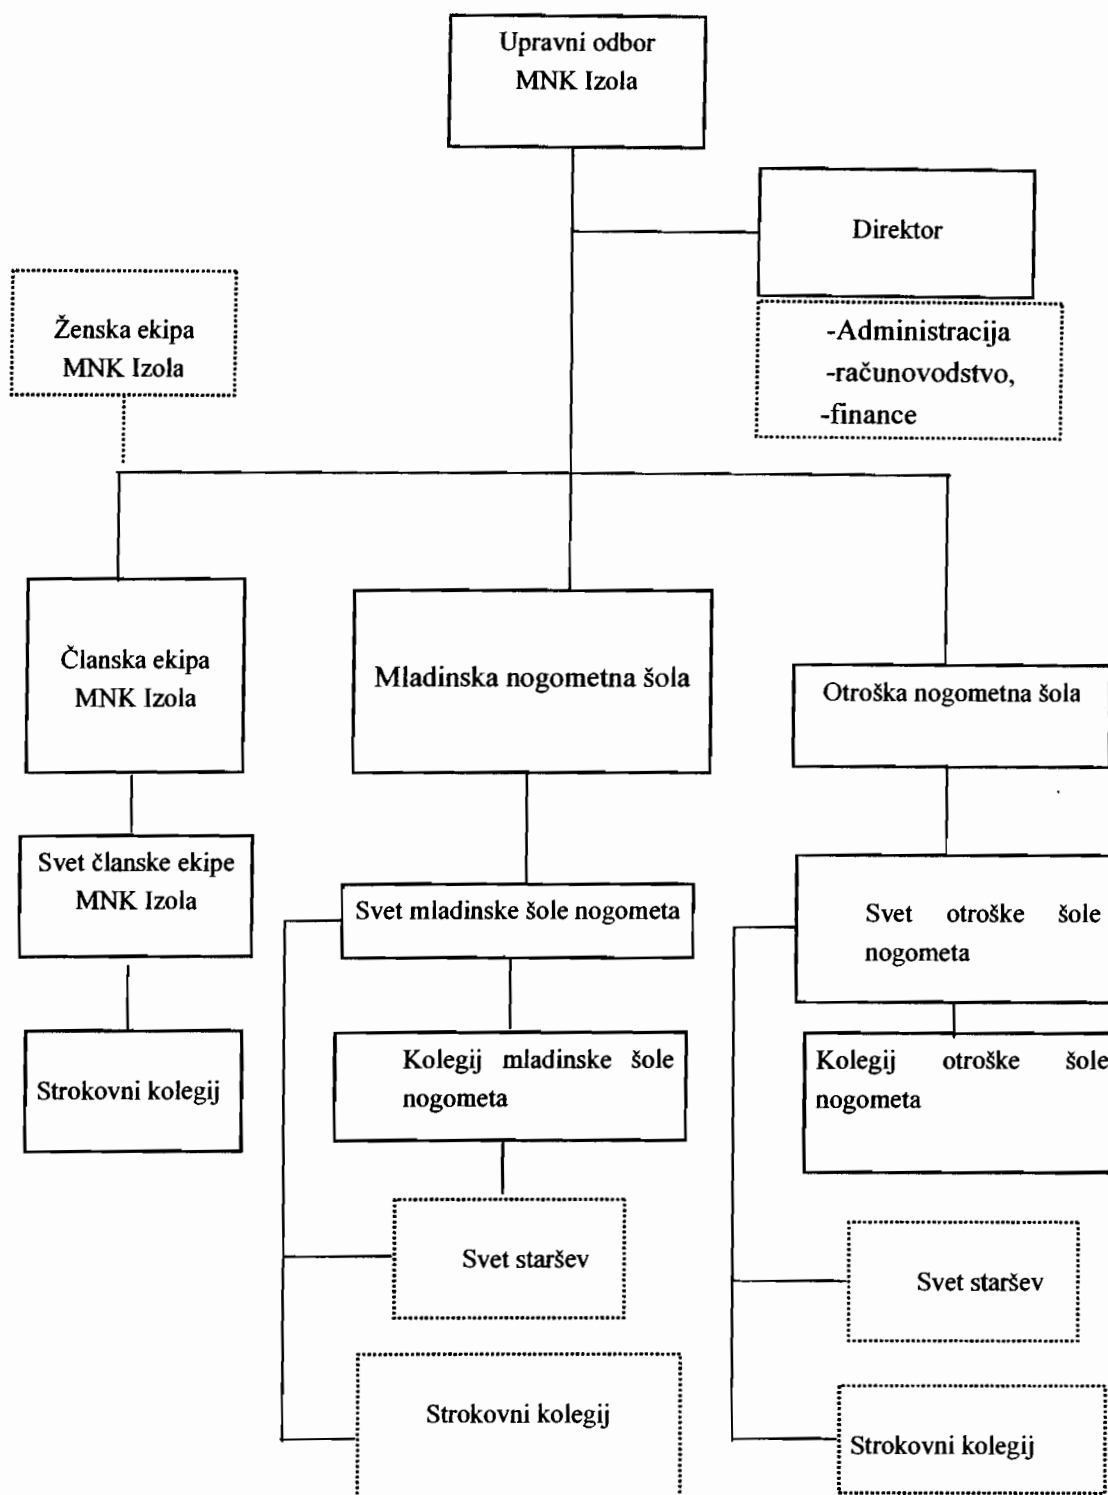 Upravni odbor
MNK Izola
Direktor
-Administracija
-računovodstvo,
-finance
Ženska ekipa
MNK Izola
Članska ekipa
MNK Izola
Mladinska nogometna šola
Otroška nogometna šola
Svet članske ekipe
MNK Izola
Svet mladinske šole nogometa
Svet otroške šole
nogometa
Strokovni kolegij
Kolegij mladinske šole
nogometa
Kolegij otroške šole
nogometa
Svet staršev
Svet staršev
Strokovni kolegij
Strokovni kolegij